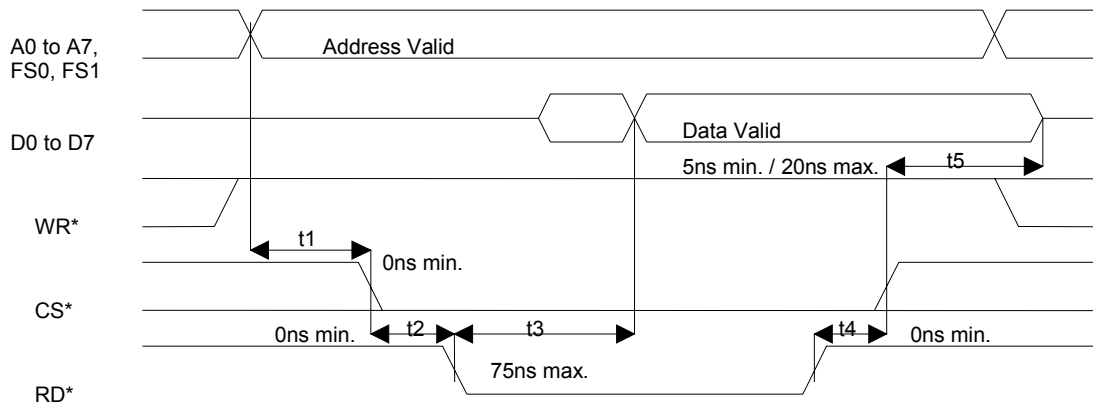 A0 to A7,
FS0, FS1
Address Valid
D0 to D7
Data Valid
5ns min. / 20ns max.
t5
WR*
t1
0ns min.
CS*
0ns min.
t2
t3
t4
0ns min.
75ns max.
RD*